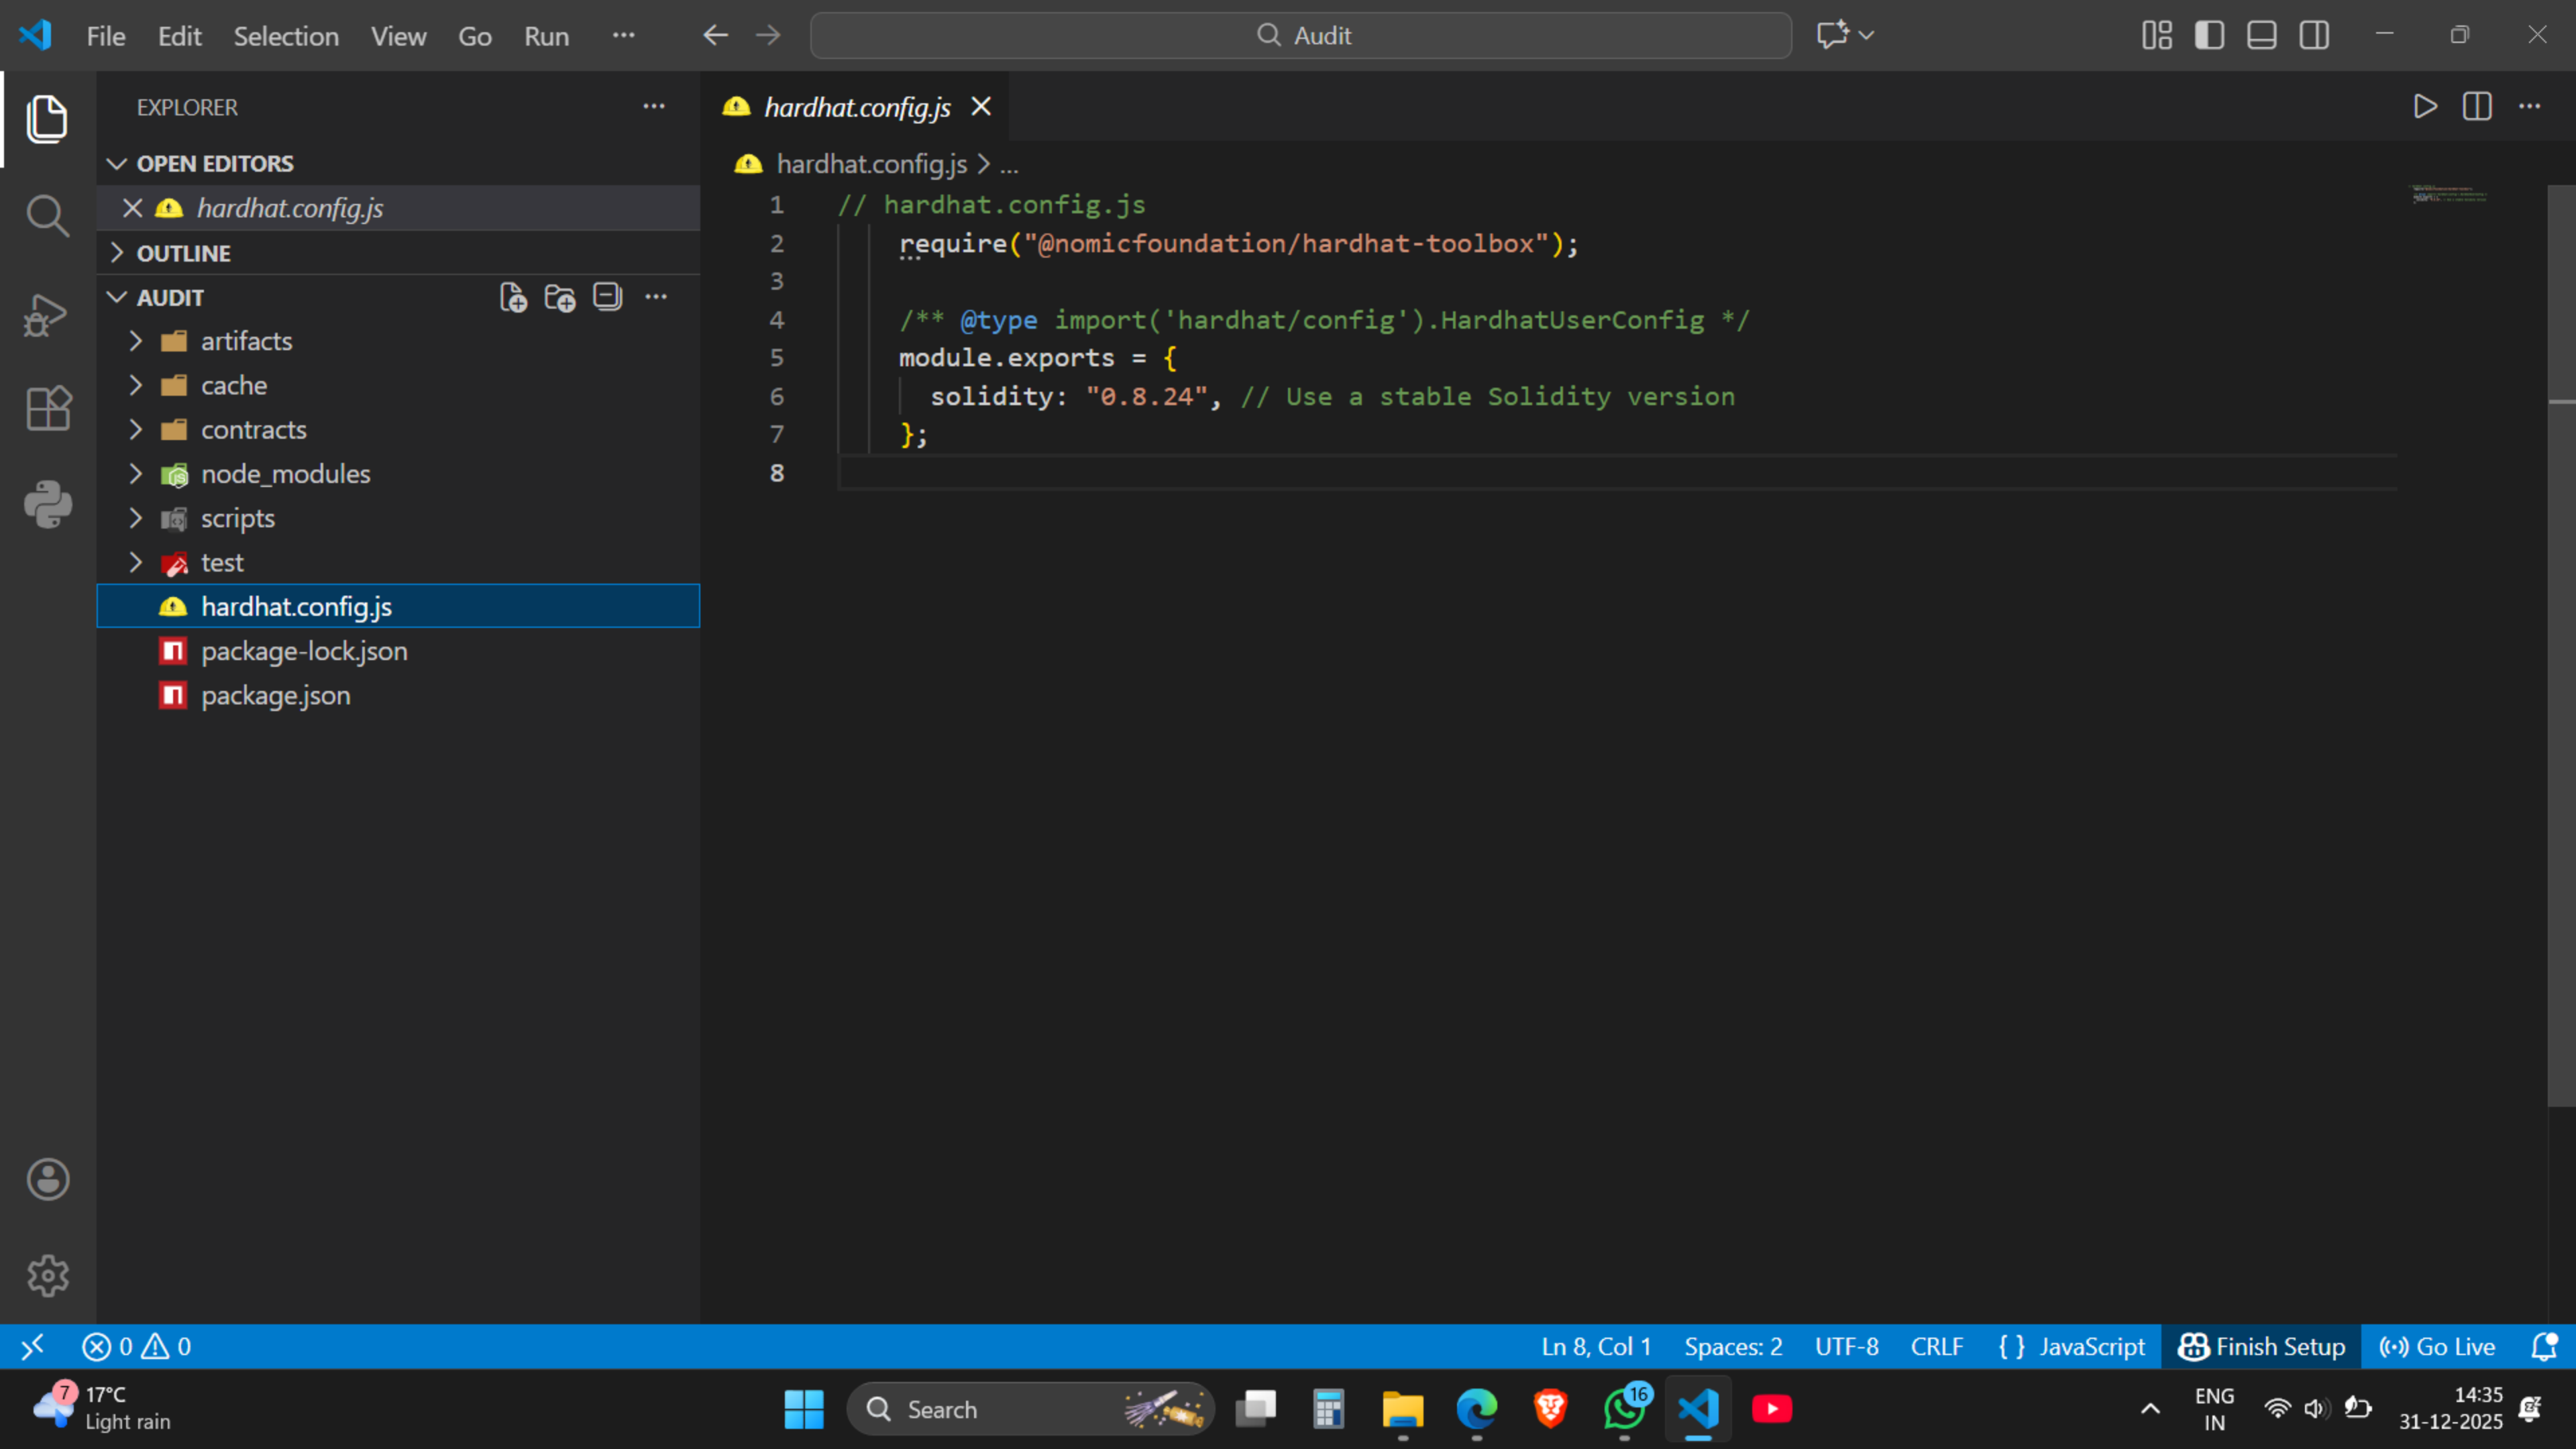 File Edit Selection View Go Run ...
Audit
EXPLORER
OPEN EDITORS
hardhat.config.js
OUTLINE
AUDIT
artifacts
cache
contracts
node_modules
scripts
test
hardhat.config.js
package-lock.json
package.json
hardhat.config.js
hardhat.config.js > ...
1 // hardhat.config.js
2 require("@nomicfoundation/hardhat-toolbox");
3
4 /** @type import('hardhat/config').HardhatUserConfig */
5 module.exports = {
6 solidity: "0.8.24", // Use a stable Solidity version
7 };
8
0 0 Ln 8, Col 1 Spaces: 2 UTF-8 CRLF { } JavaScript Finish Setup Go Live
7
17°C
Light rain
Search
16
ENG
IN
14:35
31-12-2025